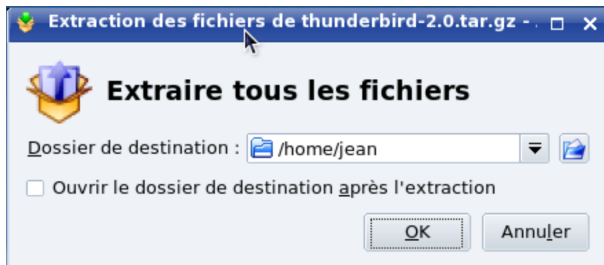 Extraction des fichiers de thunderbird-2.0.tar.gz - .
Extraire tous les fichiers
Dossier de destination : /home/jean
Ouvrir le dossier de destination après l'extraction
OK Annuler